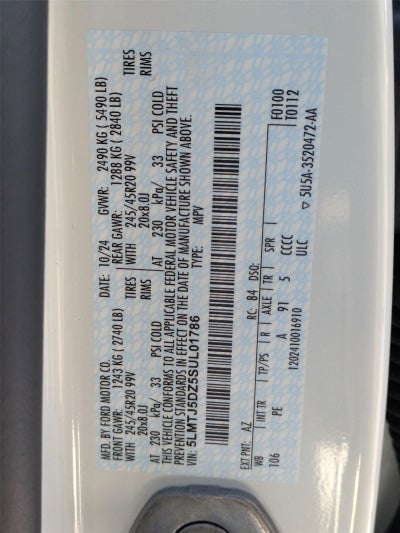 MFD. BY FORD MOTOR CO. DATE: 10/24 GVWR: 2490 KG ( 5490 LB)
FRONT GAWR: 1243 KG ( 2740 LB) REAR GAWR: 1288 KG ( 2840 LB)
WITH 245/45R20 99V TIRES WITH 245/45R20 99V TIRES
20x8.0J RIMS 20x8.0J RIMS
AT 230 kPa/ 33 PSI COLD AT 230 kPa/ 33 PSI COLD
THIS VEHICLE CONFORMS TO ALL APPLICABLE FEDERAL MOTOR VEHICLE SAFETY AND THEFT
PREVENTION STANDARDS IN EFFECT ON THE DATE OF MANUFACTURE SHOWN ABOVE.
VIN: 5LMTJ5DZ5SUL01786 TYPE: MPV
EXT PNT: AZ RC: 84 DSO: F0100
WB INT TR TP/PS R AXLE TR SPR T0112
106 PE A 91 5 CCCC
ULC
1202410016910 ▽ 5U5A-3520472-AA